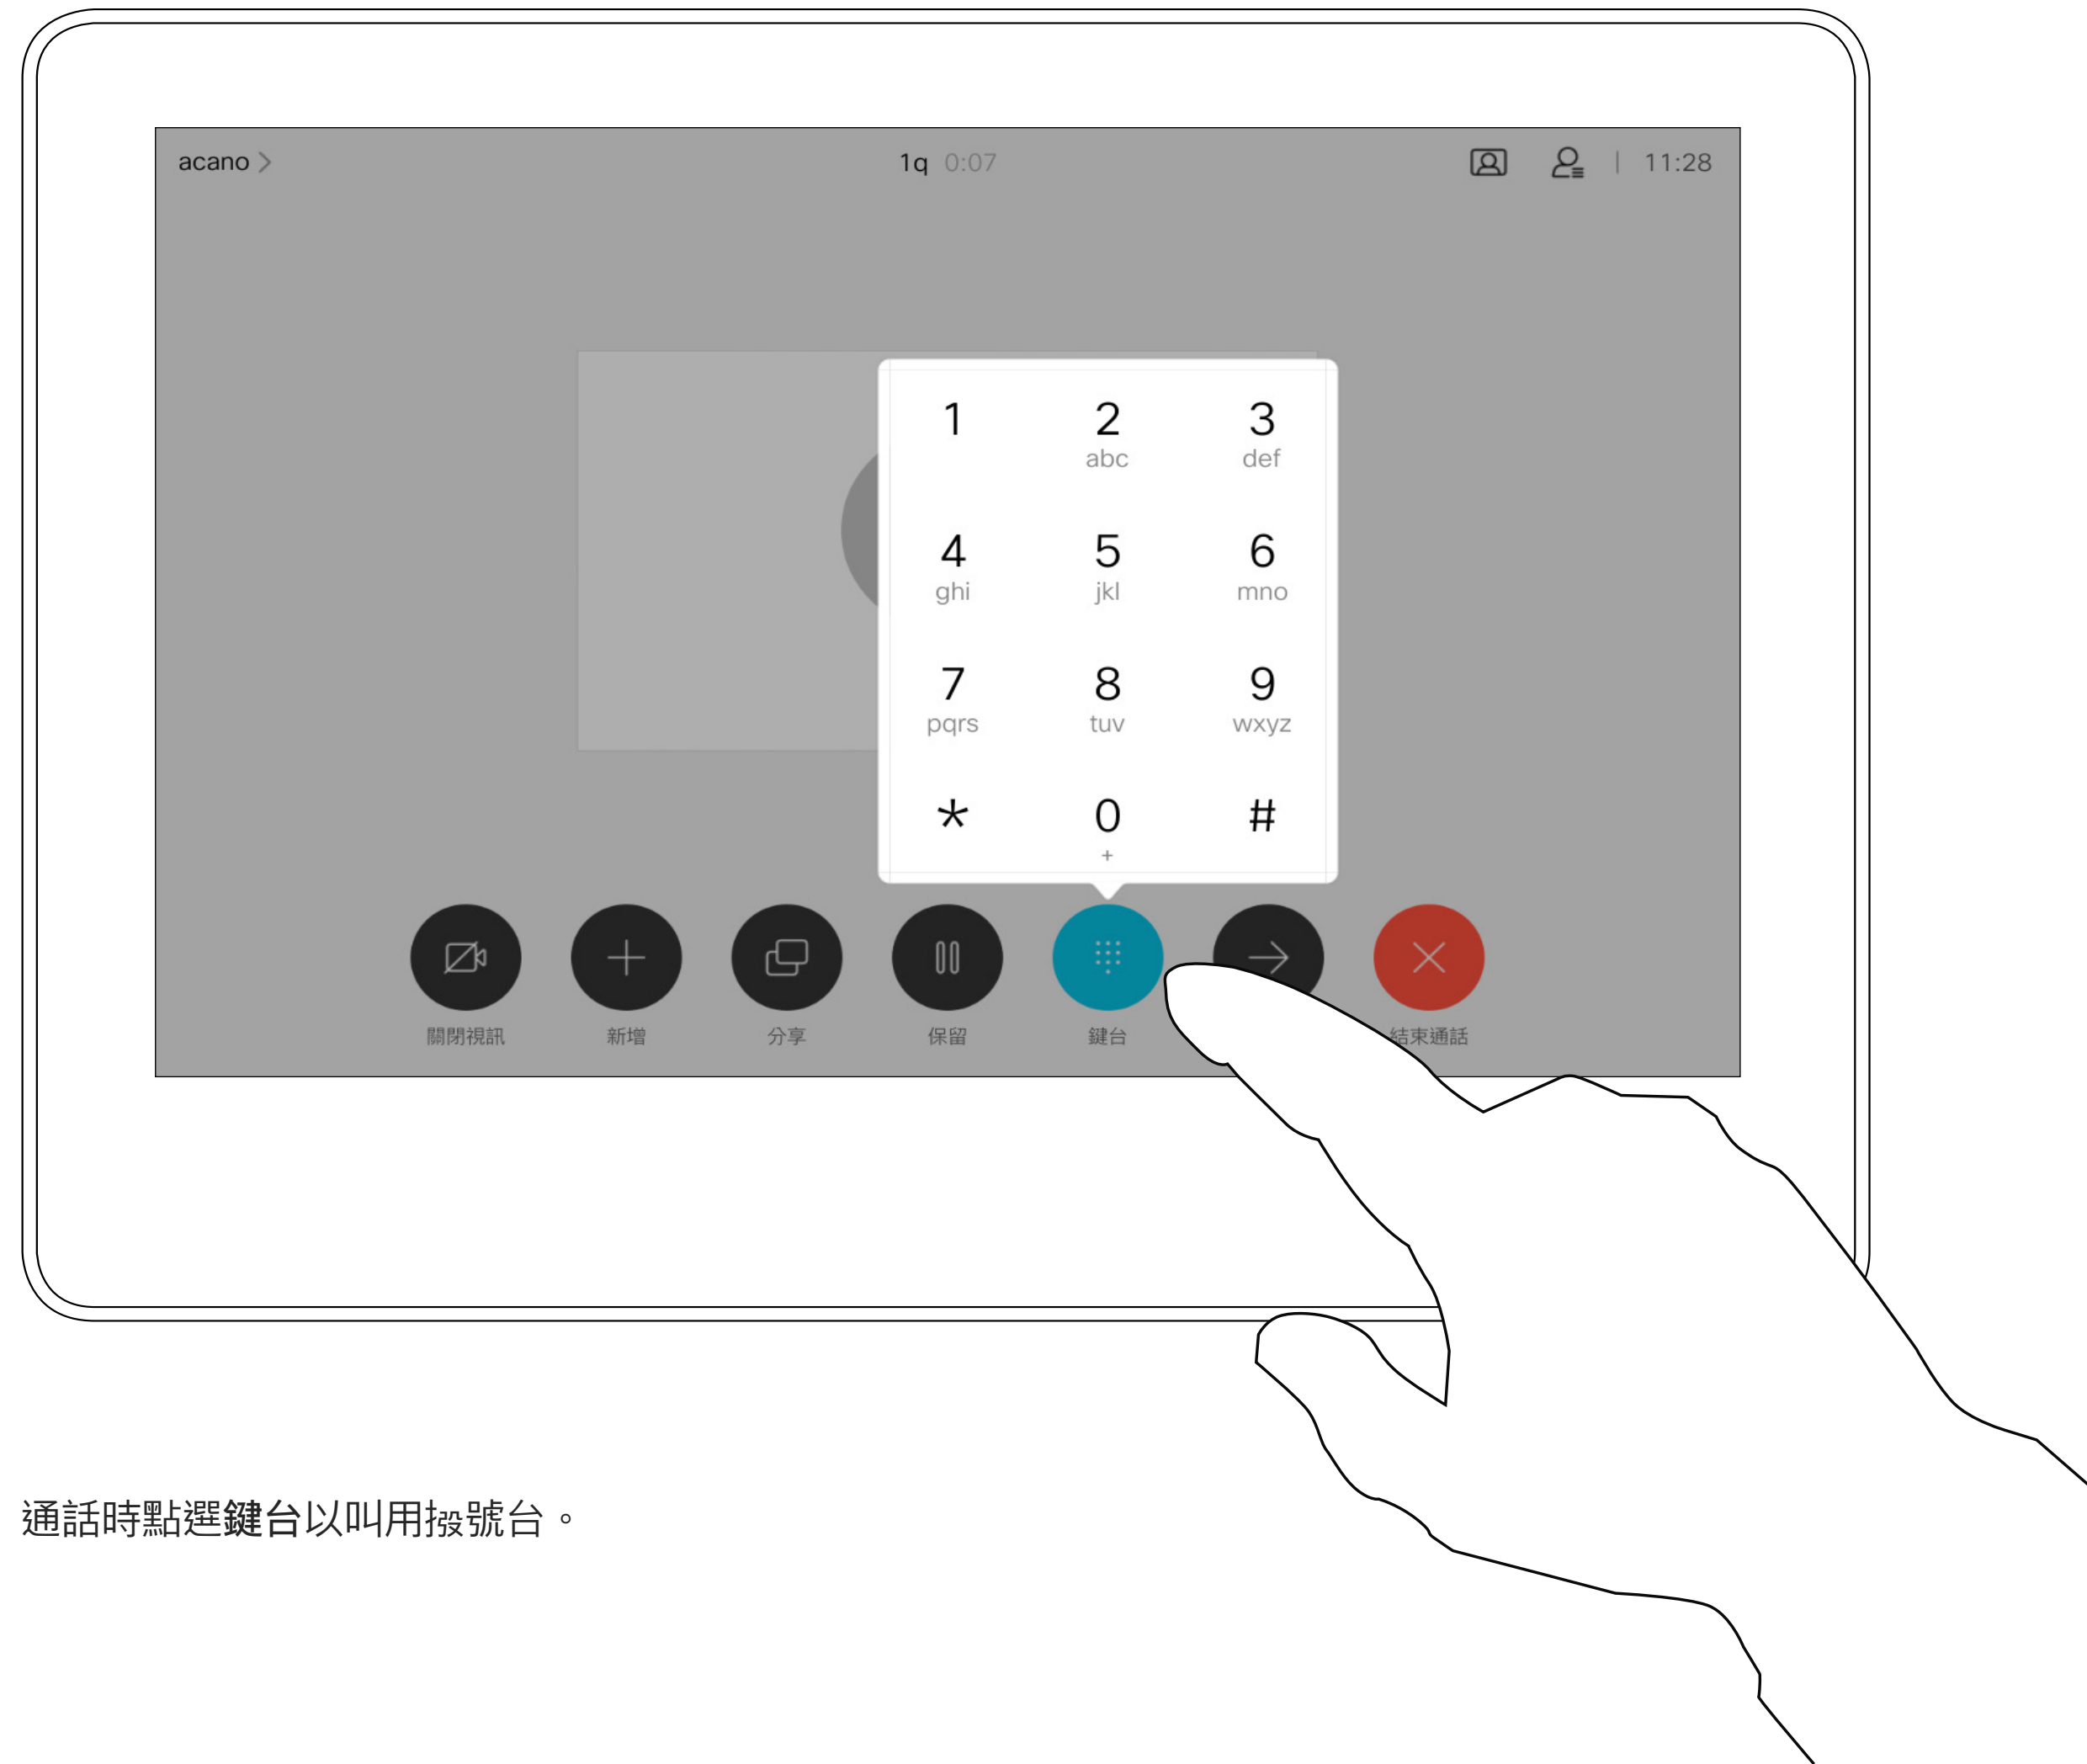 acano
1q 0:07
11:28
1 2 3
abc def
4 5 6
ghi jkl mno
7 8 9
pqrs tuv wxyz
* 0 #
+
關閉視訊 新增 分享 保留 鍵台 結束通話
通話時點選鍵台以叫用撥號台。